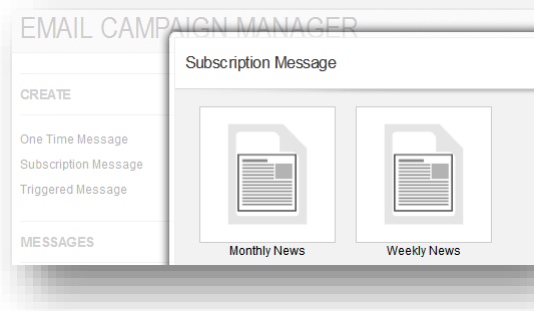 EMAIL CAMPAIGN MANAGER
Subscription Message
CREATE
One Time Message
Subscription Message
Triggered Message
MESSAGES
Monthly News
Weekly News